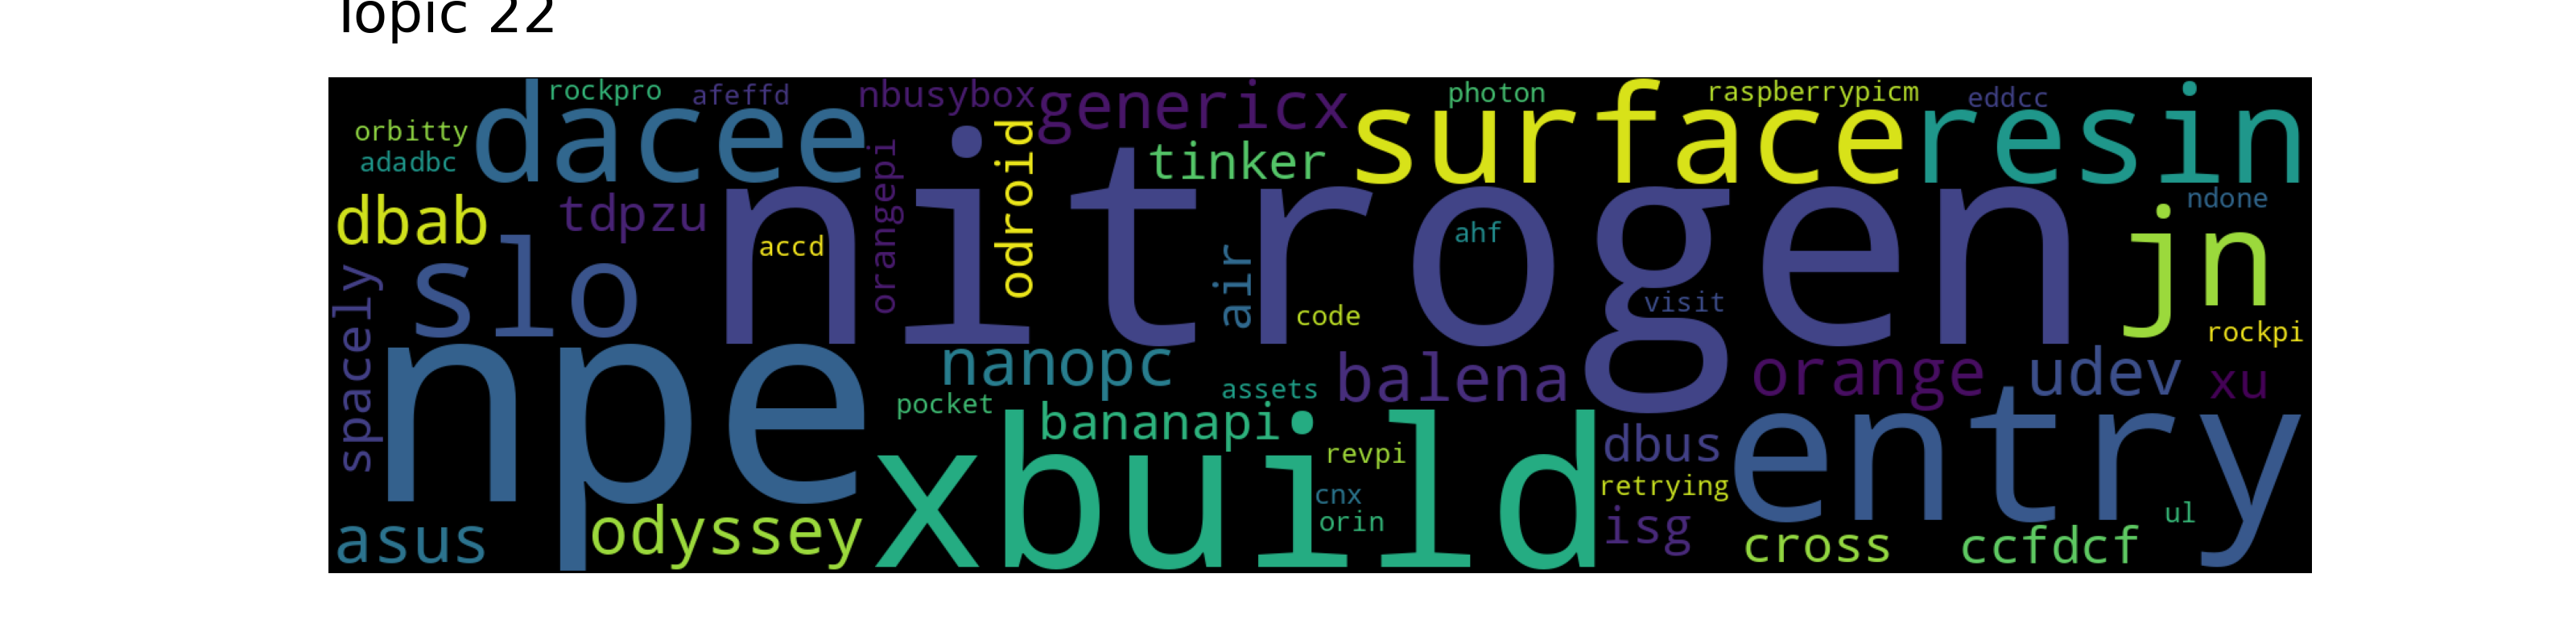 Topic 22
rockpro
afeffd
nbusybox
genericx
photon
raspberrypicm
eddcc
orbitty
adadbc
dacee
orangepi
odroid
tinker
surface
resin
dbab
tdpzu
accd
nitrogen
air
ahf
ndone
jn
slo
code
visit
rockpi
spacely
npe
nanopc
pocket
assets
balena
orange
udev
xu
bananapi
revpi
dbus
xbuild
cnx
orin
retrying
isg
entry
asus
odyssey
cross
ccfdcf
ul